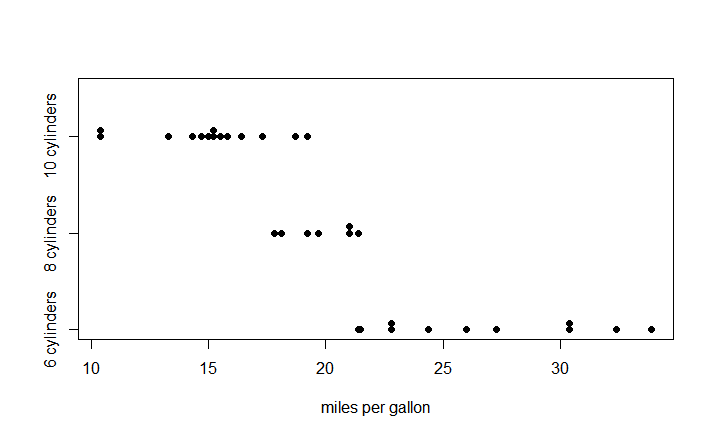 10 cylinders
8 cylinders
6 cylinders
10 15 20 25 30
miles per gallon